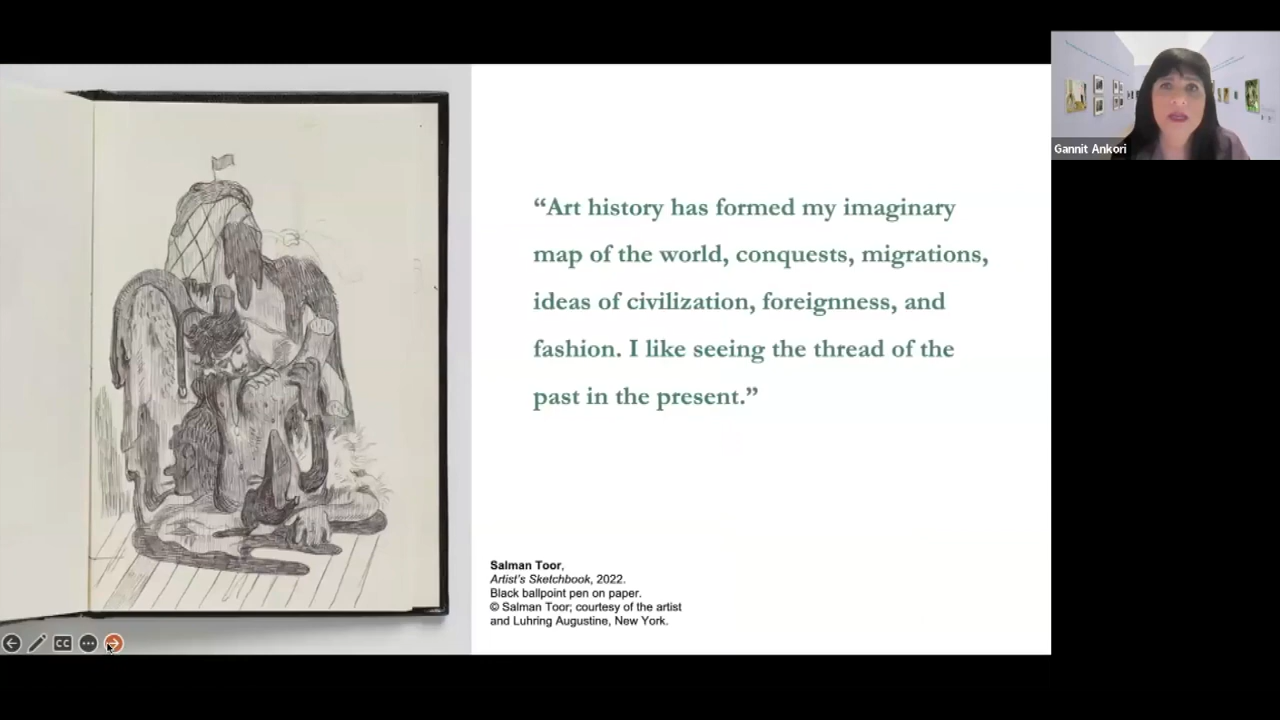 Gannit Ankori
“Art history has formed my imaginary
map of the world, conquests, migrations,
ideas of civilization, foreignness, and
fashion. I like seeing the thread of the
past in the present.”
Salman Toor,
Artist’s Sketchbook, 2022.
Black ballpoint pen on paper.
© Salman Toor; courtesy of the artist
and Luhring Augustine, New York.
CC